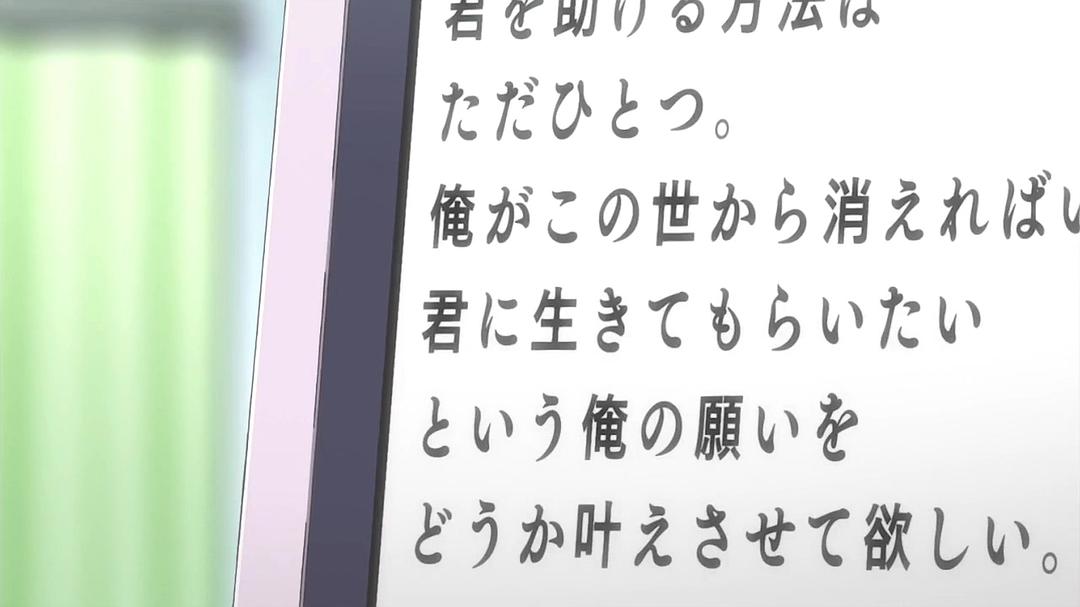 君を助ける方法は
ただひとつ。
俺がこの世から消えればい
君に生きてもらいたい
という俺の願いを
どうか叶えさせて欲しい。